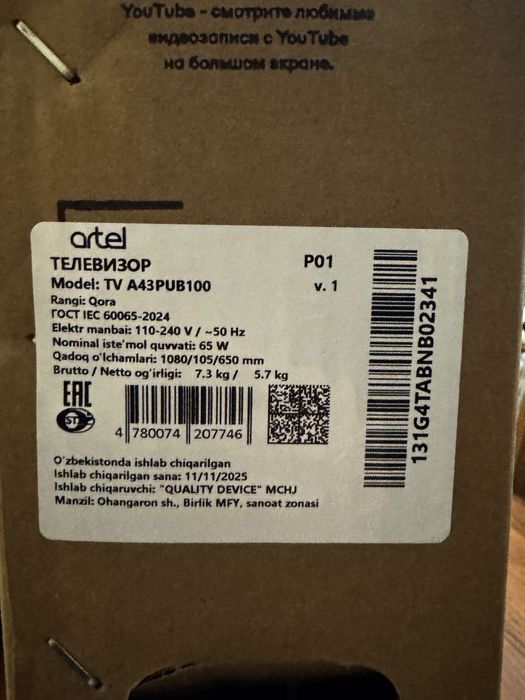 YouTube - смотрите любимые
видеозаписи с YouTube
на большом экране.
artel
ТЕЛЕВИЗОР
P01
Model: TV A43PUB100
v. 1
Rangi: Qora
ГОСТ IEC 60065-2024
Elektr manbai: 110-240 V / ~50 Hz
Nominal iste'mol quvvati: 65 W
Qadoq o'lchamlari: 1080/105/650 mm
Brutto / Netto og'irligi: 7.3 kg / 5.7 kg
EAC
ST
4 780074 207746
131G4TABNB02341
O'zbekistonda ishlab chiqarilgan
Ishlab chiqarilgan sana: 11/11/2025
Ishlab chiqaruvchi: "QUALITY DEVICE" MCHJ
Manzil: Ohangaron sh., Birlik MFY, sanoat zonasi